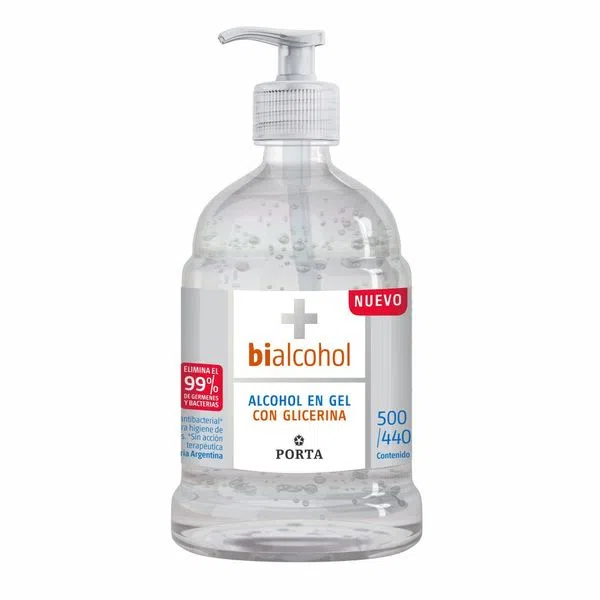 NUEVO
bialcohol
ALCOHOL EN GEL
CON GLICERINA
PORTA
ELIMINA EL
99%
DE GERMENES
Y BACTERIAS
antibacterial*
ra higiene de
s. *Sin acción
terapéutica
ria Argentina
500
/440
Contenido